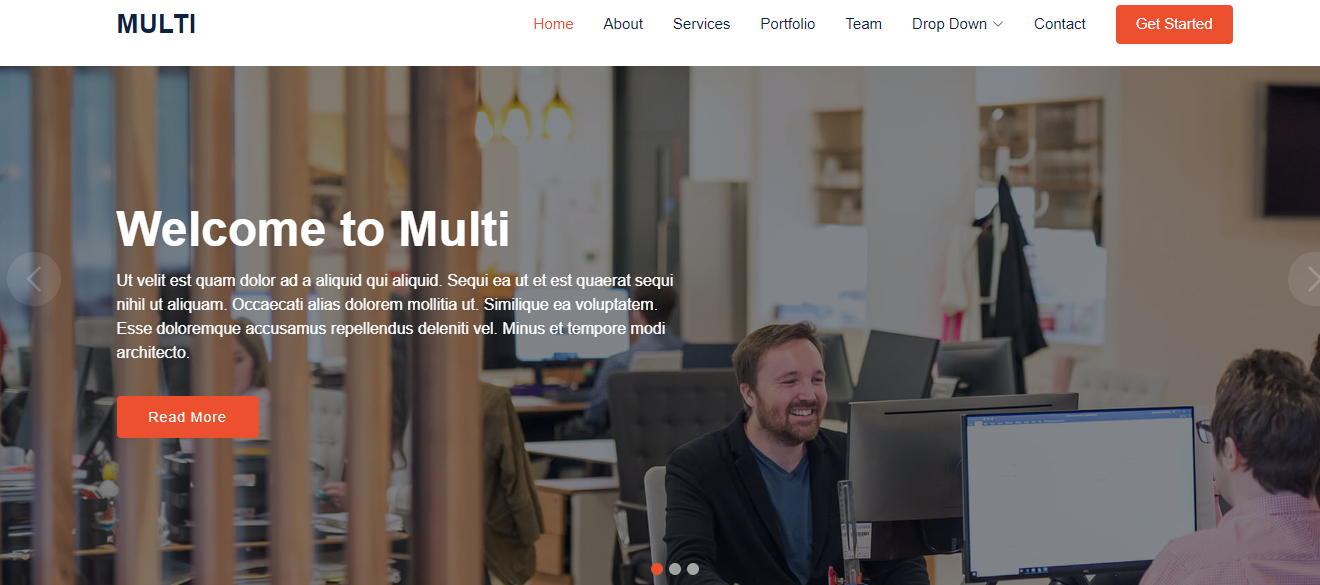 MULTI
Home About Services Portfolio Team Drop Down Contact Get Started
Welcome to Multi
Ut velit est quam dolor ad a aliquid qui aliquid. Sequi ea ut et est quaerat sequi
nihil ut aliquam. Occaecati alias dolorem mollitia ut. Similique ea voluptatem.
Esse doloremque accusamus repellendus deleniti vel. Minus et tempore modi
architecto.
Read More